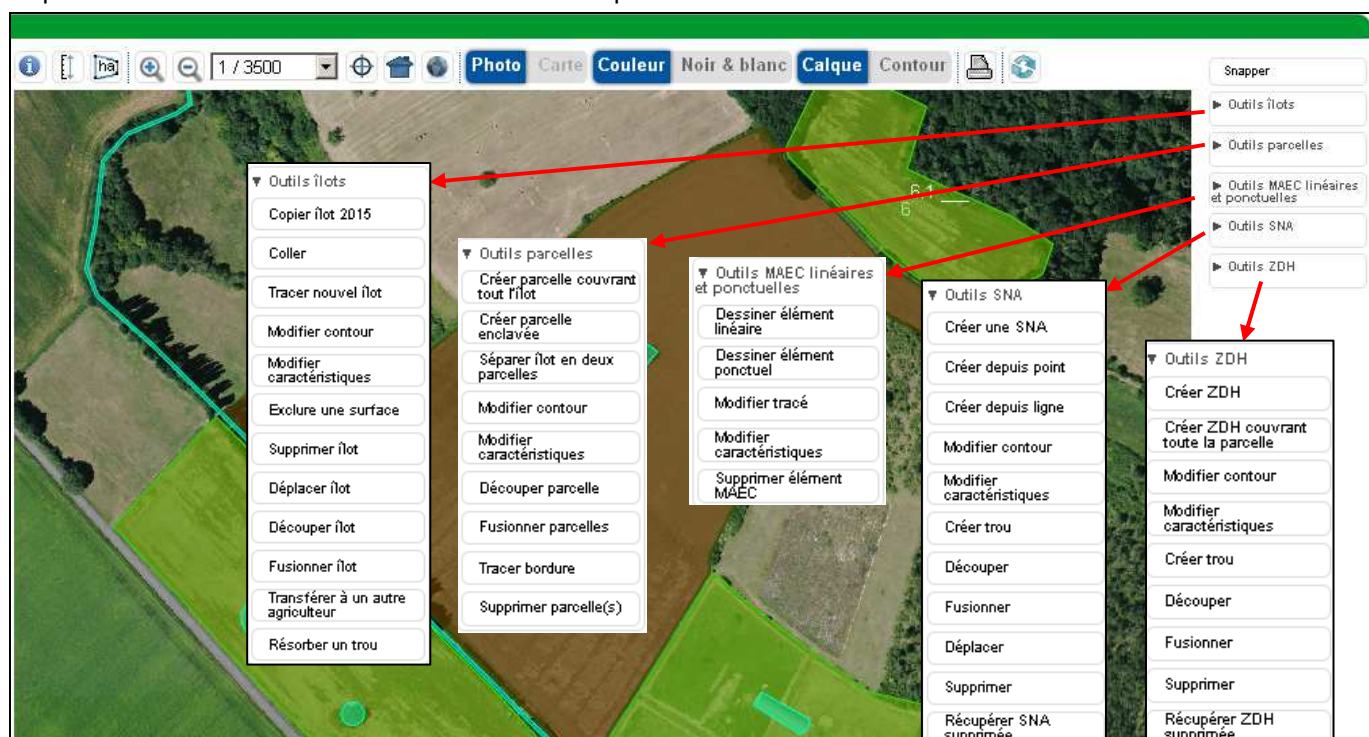 ha
1 / 3500
Photo Carte Couleur Noir & blanc Calque Contour
Snapper
► Outils îlots
► Outils parcelles
► Outils MAEC linéaires
et ponctuelles
► Outils SNA
► Outils ZDH
6,1
6
▼ Outils îlots
Copier îlot 2015
Coller
Tracer nouvel îlot
Modifier contour
Modifier
caractéristiques
Exclure une surface
Supprimer îlot
Déplacer îlot
Découper îlot
Fusionner îlot
Transférer à un autre
agriculteur
Résorber un trou
▼ Outils parcelles
Créer parcelle couvrant
tout l'îlot
Créer parcelle
enclavée
Séparer îlot en deux
parcelles
Modifier contour
Modifier
caractéristiques
Découper parcelle
Fusionner parcelles
Tracer bordure
Supprimer parcelle(s)
▼ Outils MAEC linéaires
et ponctuelles
Dessiner élément
linéaire
Dessiner élément
ponctuel
Modifier tracé
Modifier
caractéristiques
Supprimer élément
MAEC
▼ Outils SNA
Créer une SNA
Créer depuis point
Créer depuis ligne
Modifier contour
Modifier
caractéristiques
Créer trou
Découper
Fusionner
Déplacer
Supprimer
Récupérer SNA
supprimée
▼ Outils ZDH
Créer ZDH
Créer ZDH couvrant
toute la parcelle
Modifier contour
Modifier
caractéristiques
Créer trou
Découper
Fusionner
Supprimer
Récupérer ZDH
supprimée